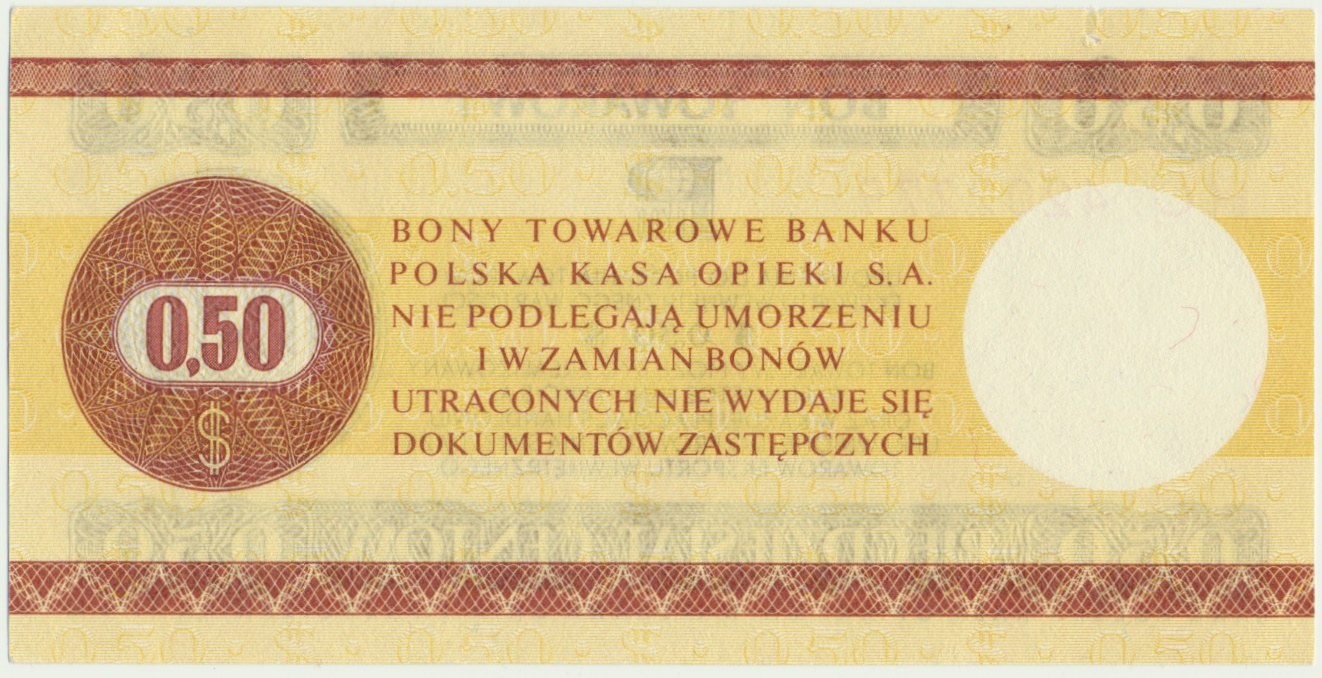 BONY TOWAROWE BANKU
POLSKA KASA OPIEKI S.A.
NIE PODLEGAJĄ UMORZENIU
I W ZAMIAN BONÓW
UTRACONYCH NIE WYDAJE SIĘ
DOKUMENTÓW ZASTĘPCZYCH
0,50
$